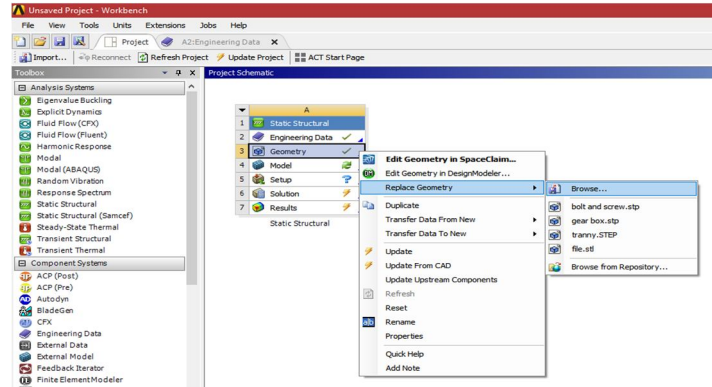 Unsaved Project - Workbench
File View Tools Units Extensions Jobs Help
Project A2:Engineering Data
Import... Reconnect Refresh Project Update Project ACT Start Page
Toolbox
Project Schematic
Analysis Systems
Eigenvalue Buckling
Explicit Dynamics
Fluid Flow (CFX)
Fluid Flow (Fluent)
Harmonic Response
Modal
Modal (ABAQUS)
Random Vibration
Response Spectrum
Static Structural
Static Structural (Samcef)
Steady-State Thermal
Transient Structural
Transient Thermal
Component Systems
ACP (Post)
ACP (Pre)
Autodyn
BladeGen
CFX
Engineering Data
External Data
External Model
Feedback Iterator
Finite Element Modeler
A
1 Static Structural
2 Engineering Data
3 Geometry
4 Model
5 Setup
6 Solution
7 Results
Static Structural
Edit Geometry in SpaceClaim...
Edit Geometry in DesignModeler...
Replace Geometry
Duplicate
Transfer Data From New
Transfer Data To New
Update
Update From CAD
Update Upstream Components
Refresh
Reset
Rename
Properties
Quick Help
Add Note
Browse...
bolt and screw.stp
gear box.stp
tranny.STEP
file.stl
Browse from Repository...